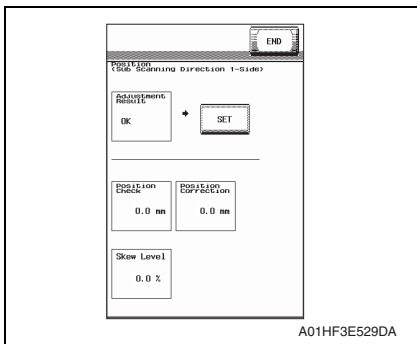 END
Position
(Sub Scanning Direction 1-Side)
Adjustment
Result
OK
SET
Position
Check
0.0 mm
Position
Correction
0.0 mm
Skew Level
0.0 %
A01HF3E529DA